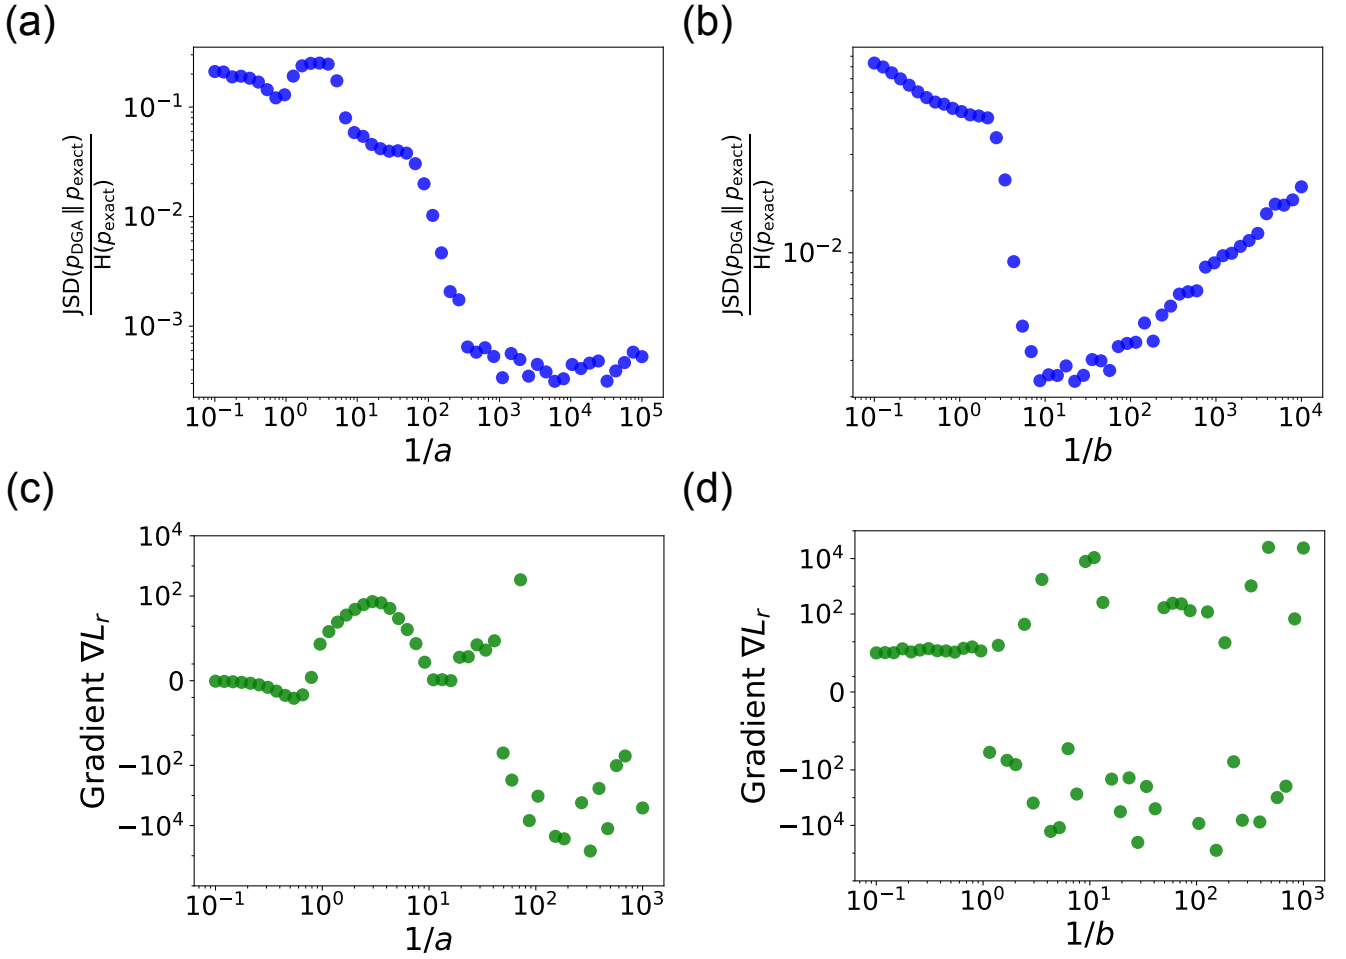 (a)
JSD(p_DGA ∥ p_exact)
H(p_exact)
10^−1
10^−2
10^−3
10^−1 10^0 10^1 10^2 10^3 10^4 10^5
1/a
(b)
JSD(p_DGA ∥ p_exact)
H(p_exact)
10^−2
10^−1 10^0 10^1 10^2 10^3 10^4
1/b
(c)
Gradient ∇L_r
10^4
10^2
0
−10^2
−10^4
10^−1 10^0 10^1 10^2 10^3
1/a
(d)
Gradient ∇L_r
10^4
10^2
0
−10^2
−10^4
10^−1 10^0 10^1 10^2 10^3
1/b